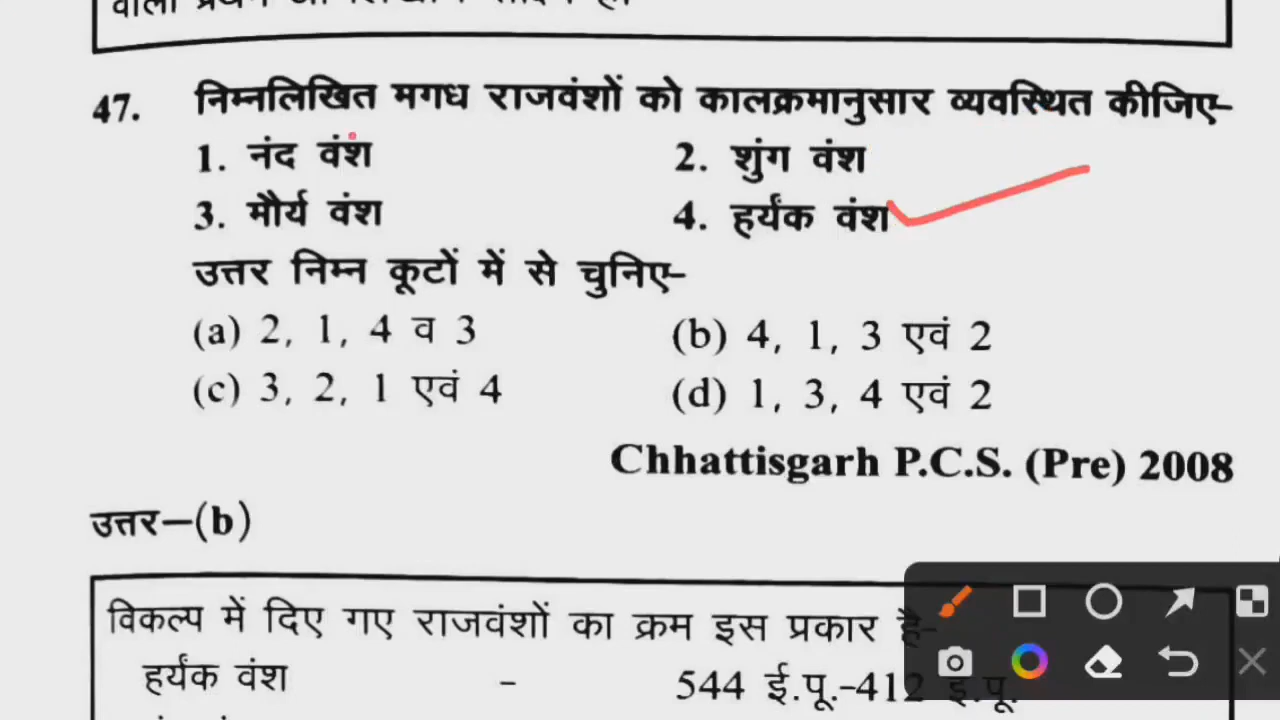 वाला प्रथम
47. निम्नलिखित मगध राजवंशों को कालक्रमानुसार व्यवस्थित कीजिए–
1. नंद वंश 2. शुंग वंश
3. मौर्य वंश 4. हर्यंक वंश
उत्तर निम्न कूटों में से चुनिए–
(a) 2, 1, 4 व 3 (b) 4, 1, 3 एवं 2
(c) 3, 2, 1 एवं 4 (d) 1, 3, 4 एवं 2
Chhattisgarh P.C.S. (Pre) 2008
उत्तर–(b)
विकल्प में दिए गए राजवंशों का क्रम इस प्रकार है–
हर्यंक वंश - 544 ई.पू.-412 ई.पू.